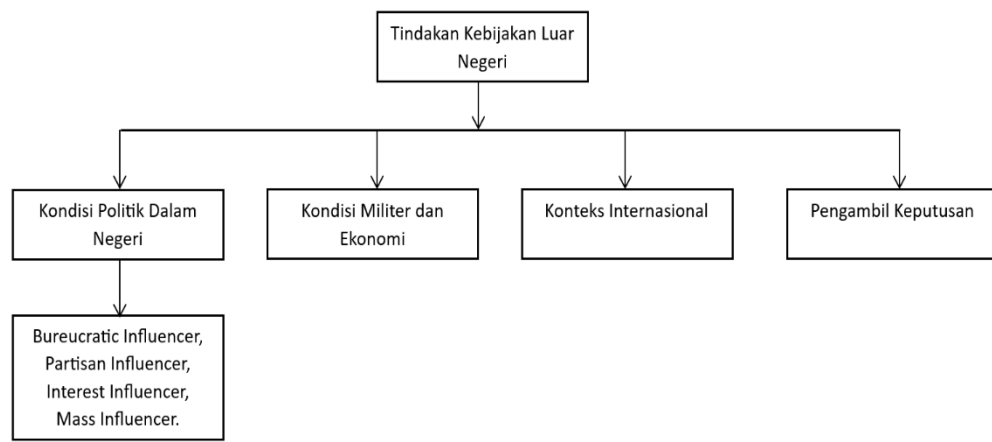 Tindakan Kebijakan Luar
Negeri
Kondisi Politik Dalam
Negeri
Kondisi Militer dan
Ekonomi
Konteks Internasional
Pengambil Keputusan
Bureucratic Influencer,
Partisan Influencer,
Interest Influencer,
Mass Influencer.